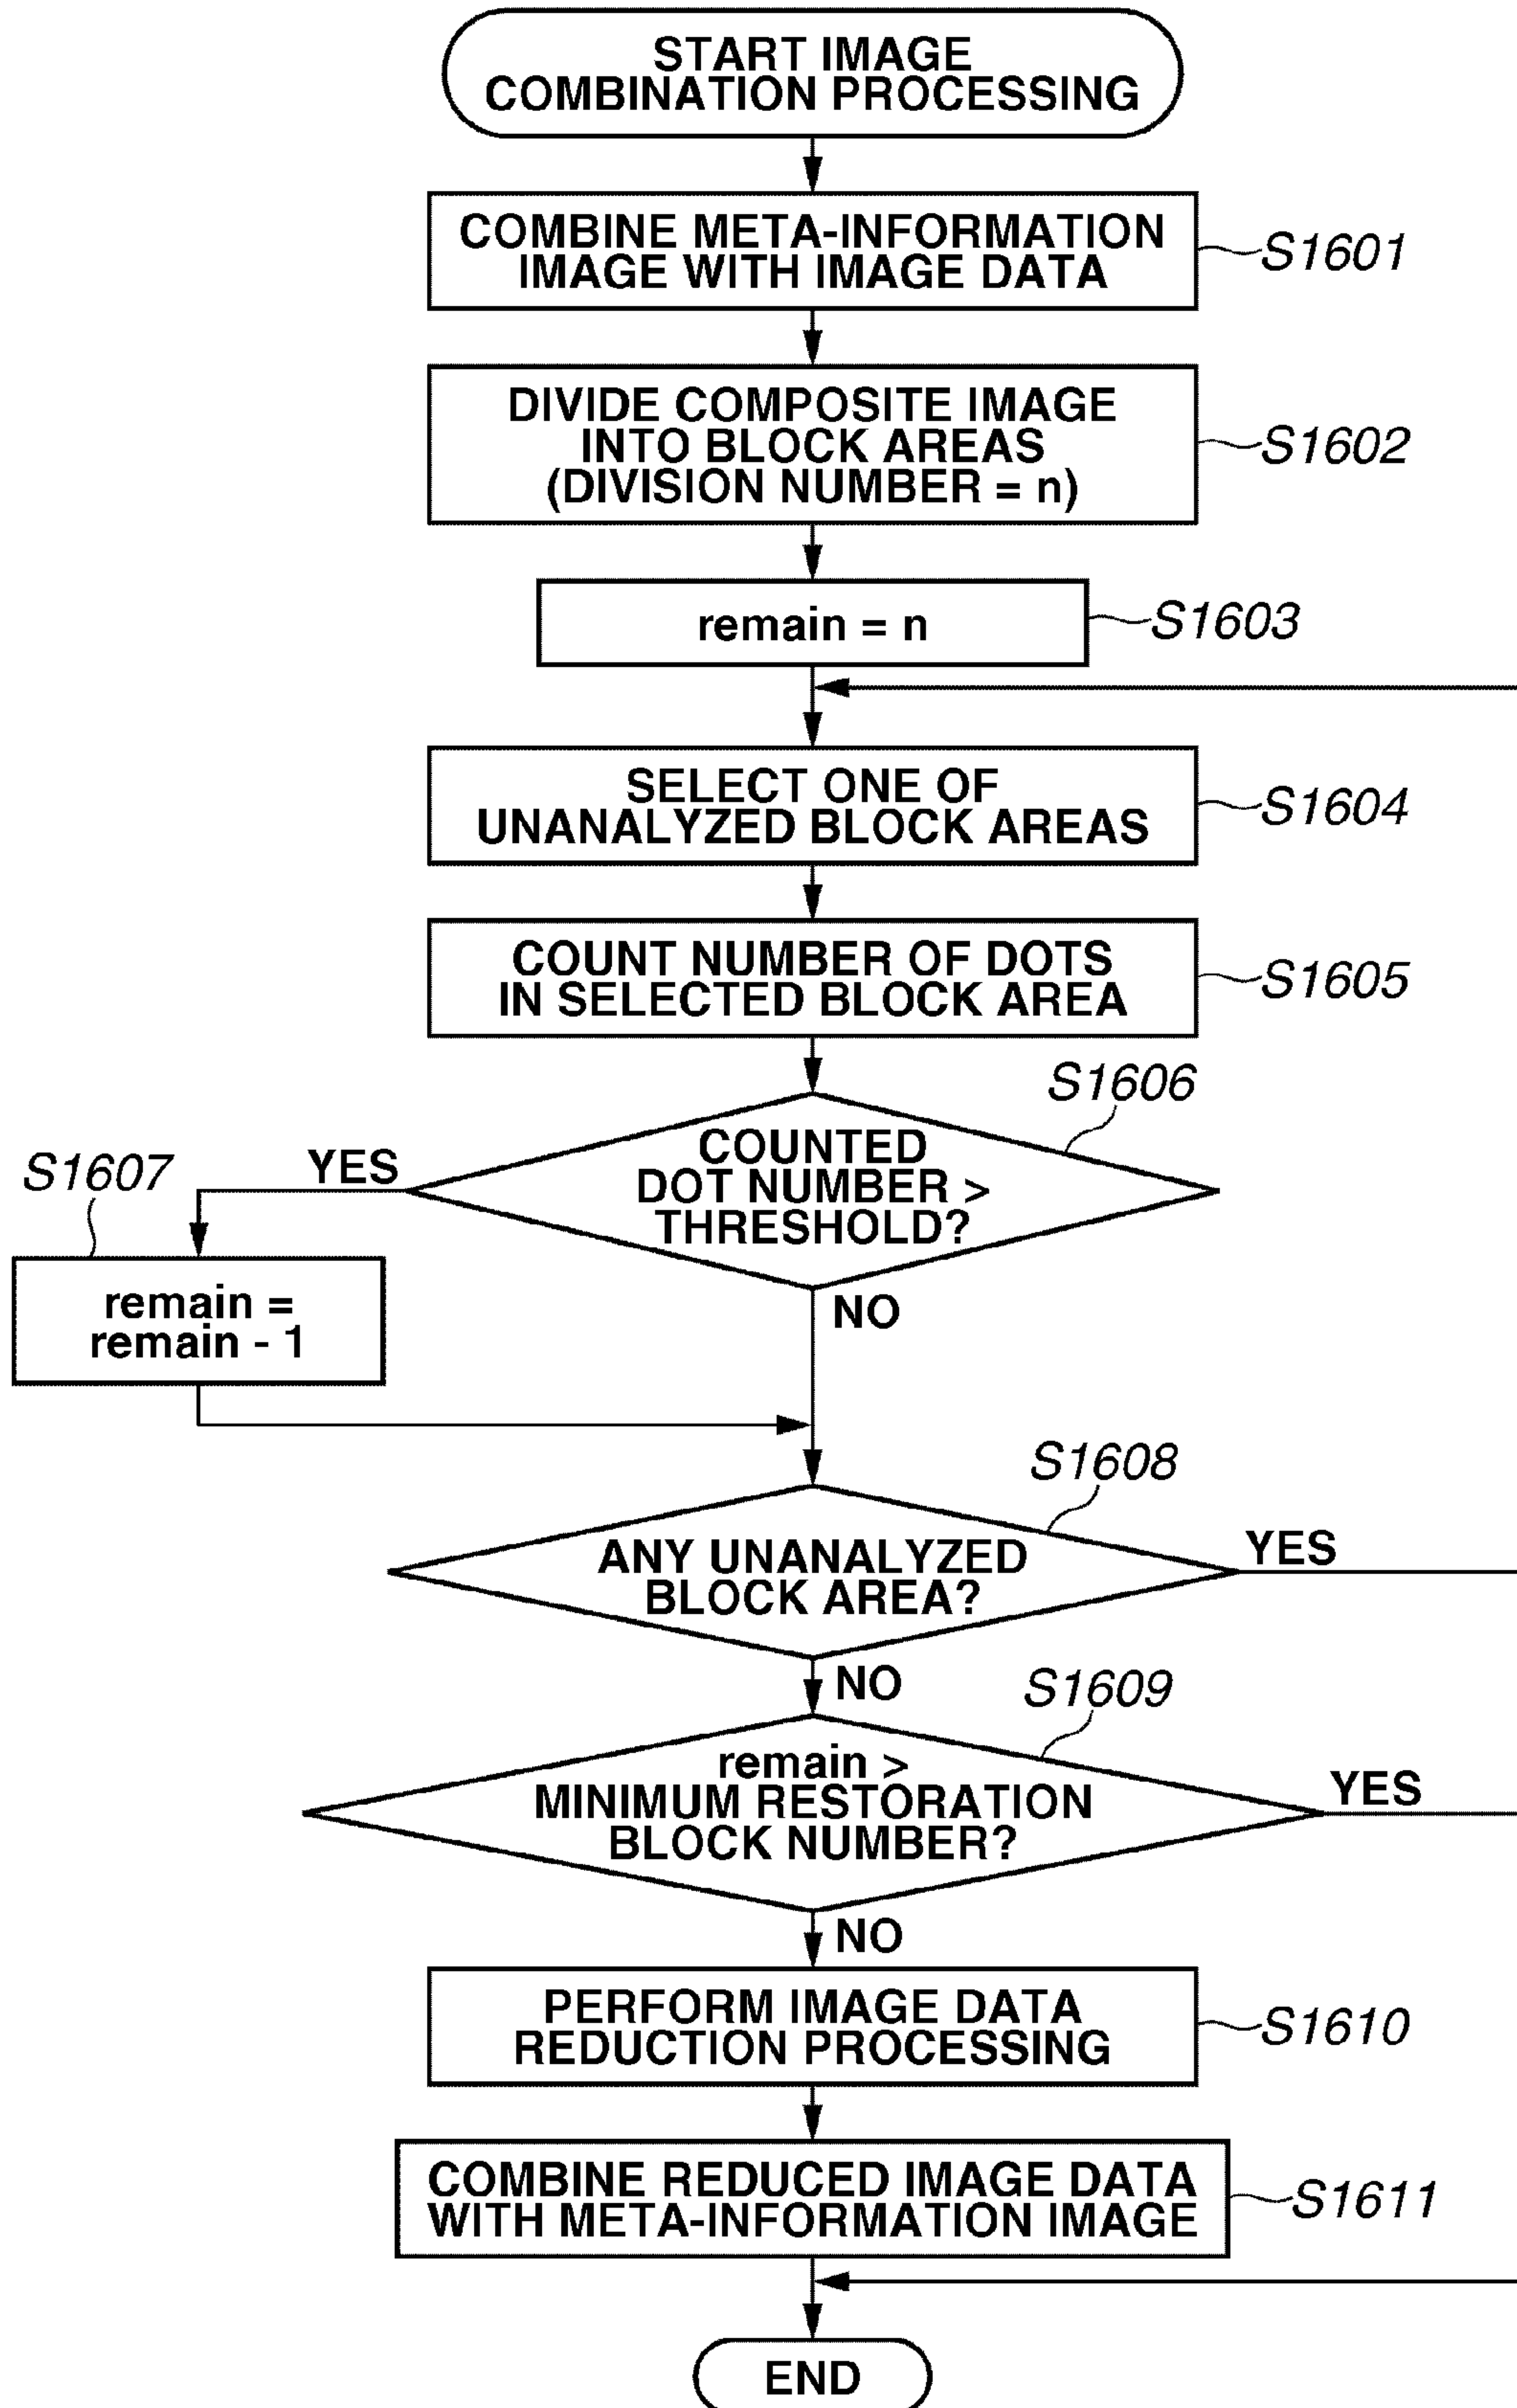 START IMAGE
COMBINATION PROCESSING
COMBINE META-INFORMATION
IMAGE WITH IMAGE DATA
S1601
DIVIDE COMPOSITE IMAGE
INTO BLOCK AREAS
(DIVISION NUMBER = n)
S1602
remain = n
S1603
SELECT ONE OF
UNANALYZED BLOCK AREAS
S1604
COUNT NUMBER OF DOTS
IN SELECTED BLOCK AREA
S1605
S1606
COUNTED
DOT NUMBER >
THRESHOLD?
YES
S1607
remain =
remain - 1
NO
S1608
ANY UNANALYZED
BLOCK AREA?
YES
NO
S1609
remain >
MINIMUM RESTORATION
BLOCK NUMBER?
YES
NO
PERFORM IMAGE DATA
REDUCTION PROCESSING
S1610
COMBINE REDUCED IMAGE DATA
WITH META-INFORMATION IMAGE
S1611
END